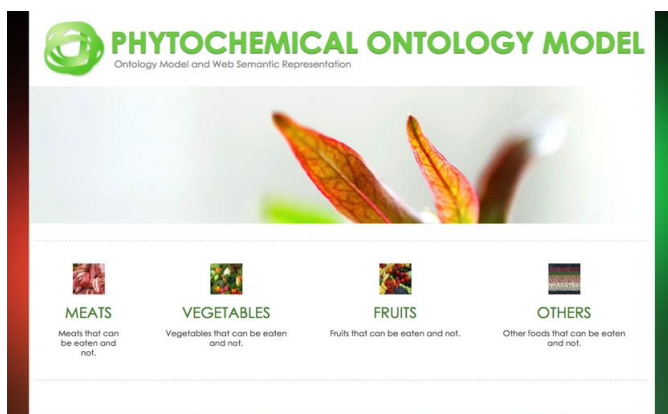 PHYTOCHEMICAL ONTOLOGY MODEL
Ontology Model and Web Semantic Representation
MEATS
Meats that can
be eaten and
not.
VEGETABLES
Vegetables that can be eaten
and not.
FRUITS
Fruits that can be eaten and not.
OTHERS
Other foods that can be eaten
and not.